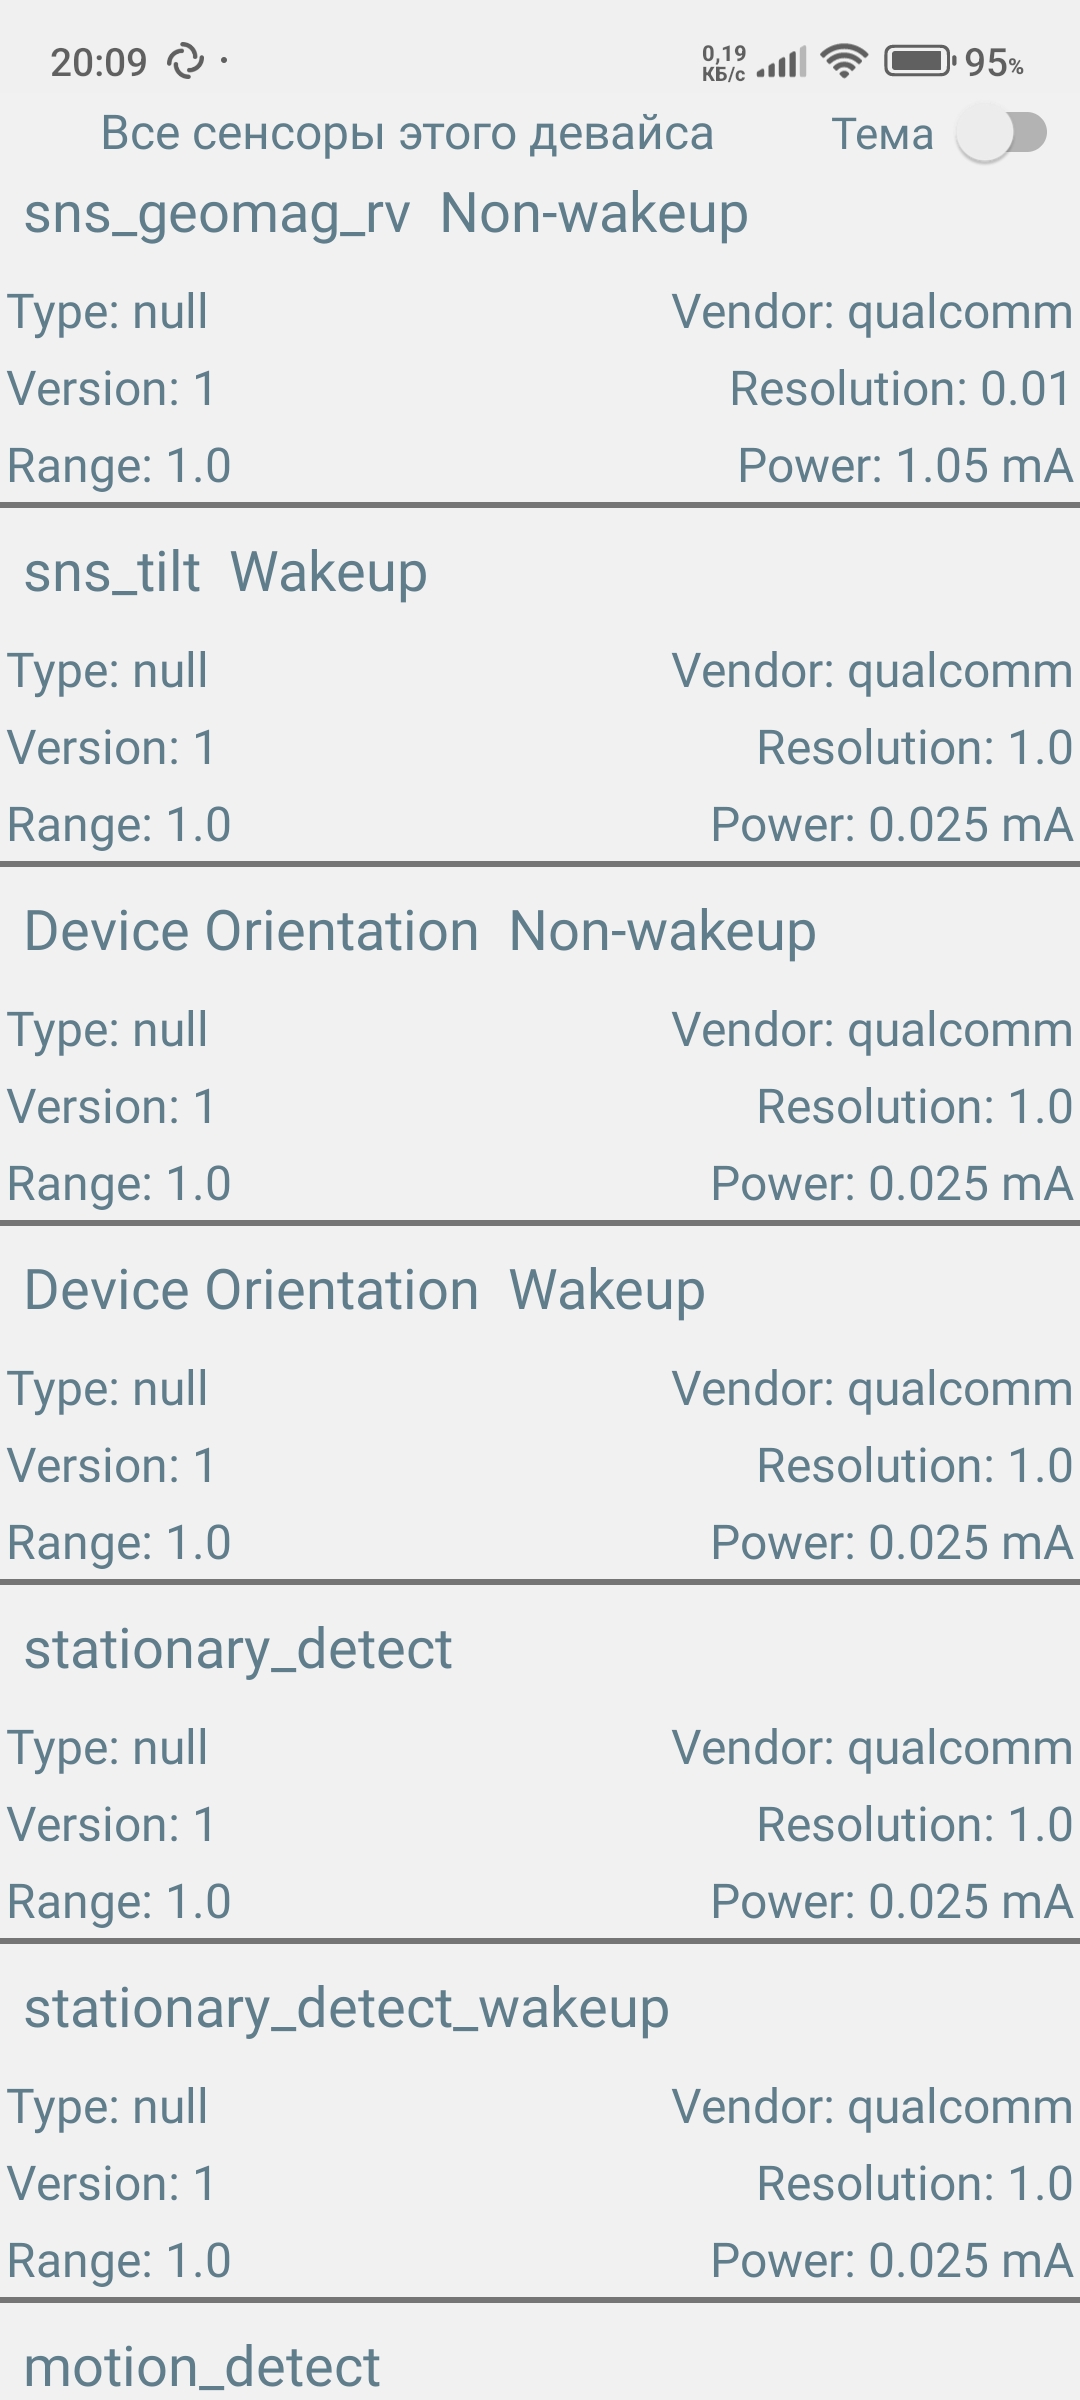 20:09
0,19 КБ/с
95%
Все сенсоры этого девайса Тема
sns_geomag_rv Non-wakeup
Type: null Vendor: qualcomm
Version: 1 Resolution: 0.01
Range: 1.0 Power: 1.05 mA
sns_tilt Wakeup
Type: null Vendor: qualcomm
Version: 1 Resolution: 1.0
Range: 1.0 Power: 0.025 mA
Device Orientation Non-wakeup
Type: null Vendor: qualcomm
Version: 1 Resolution: 1.0
Range: 1.0 Power: 0.025 mA
Device Orientation Wakeup
Type: null Vendor: qualcomm
Version: 1 Resolution: 1.0
Range: 1.0 Power: 0.025 mA
stationary_detect
Type: null Vendor: qualcomm
Version: 1 Resolution: 1.0
Range: 1.0 Power: 0.025 mA
stationary_detect_wakeup
Type: null Vendor: qualcomm
Version: 1 Resolution: 1.0
Range: 1.0 Power: 0.025 mA
motion_detect